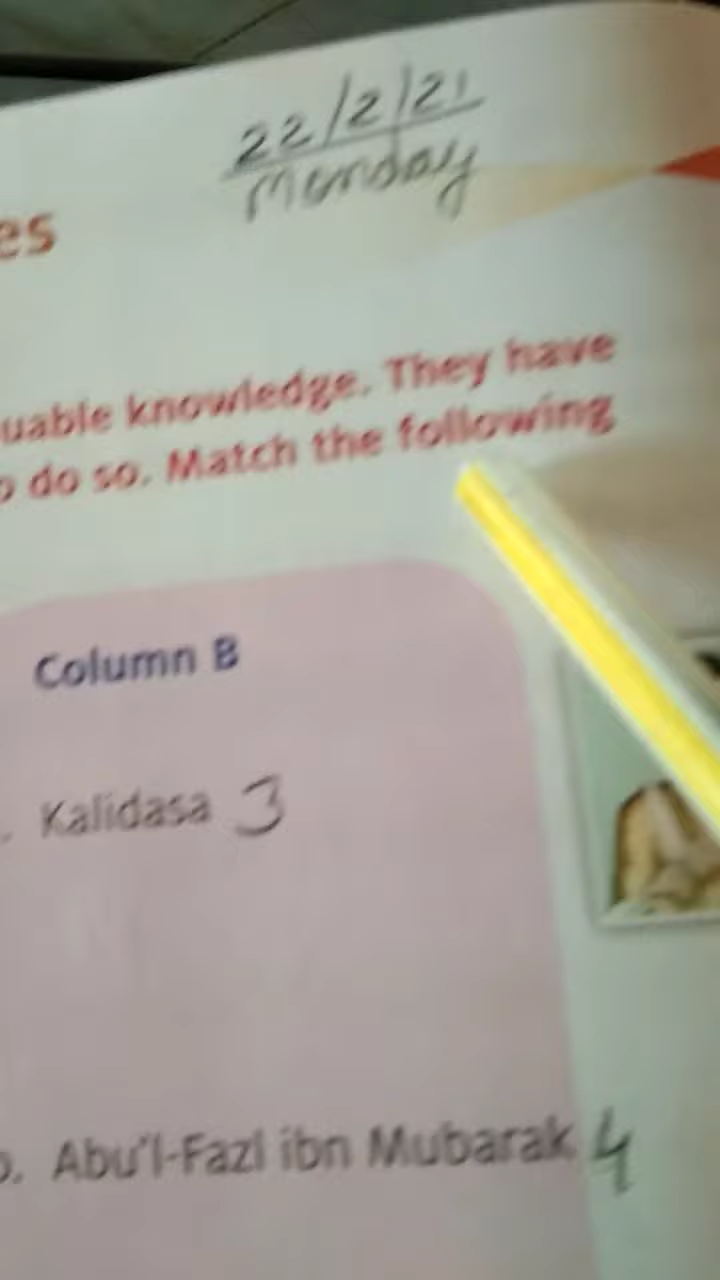 22/2/21
Monday
es
uable knowledge. They have
o do so. Match the following
Column B
. Kalidasa 3
b. Abu'l-Fazl ibn Mubarak 4